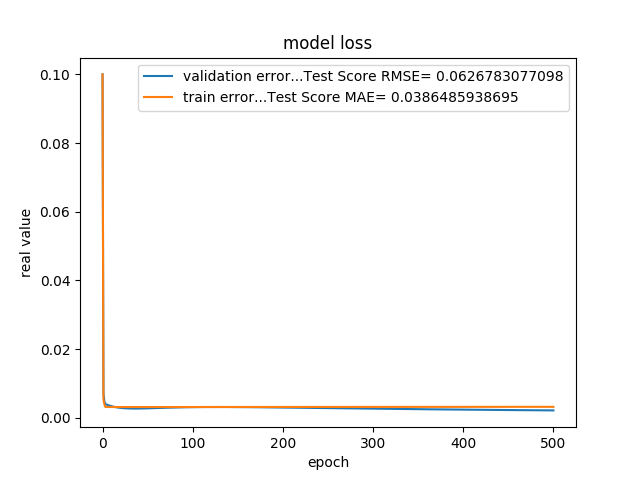 model loss
validation error...Test Score RMSE= 0.0626783077098
train error...Test Score MAE= 0.0386485938695
0.10
0.08
0.06
0.04
0.02
0.00
real value
0 100 200 300 400 500
epoch